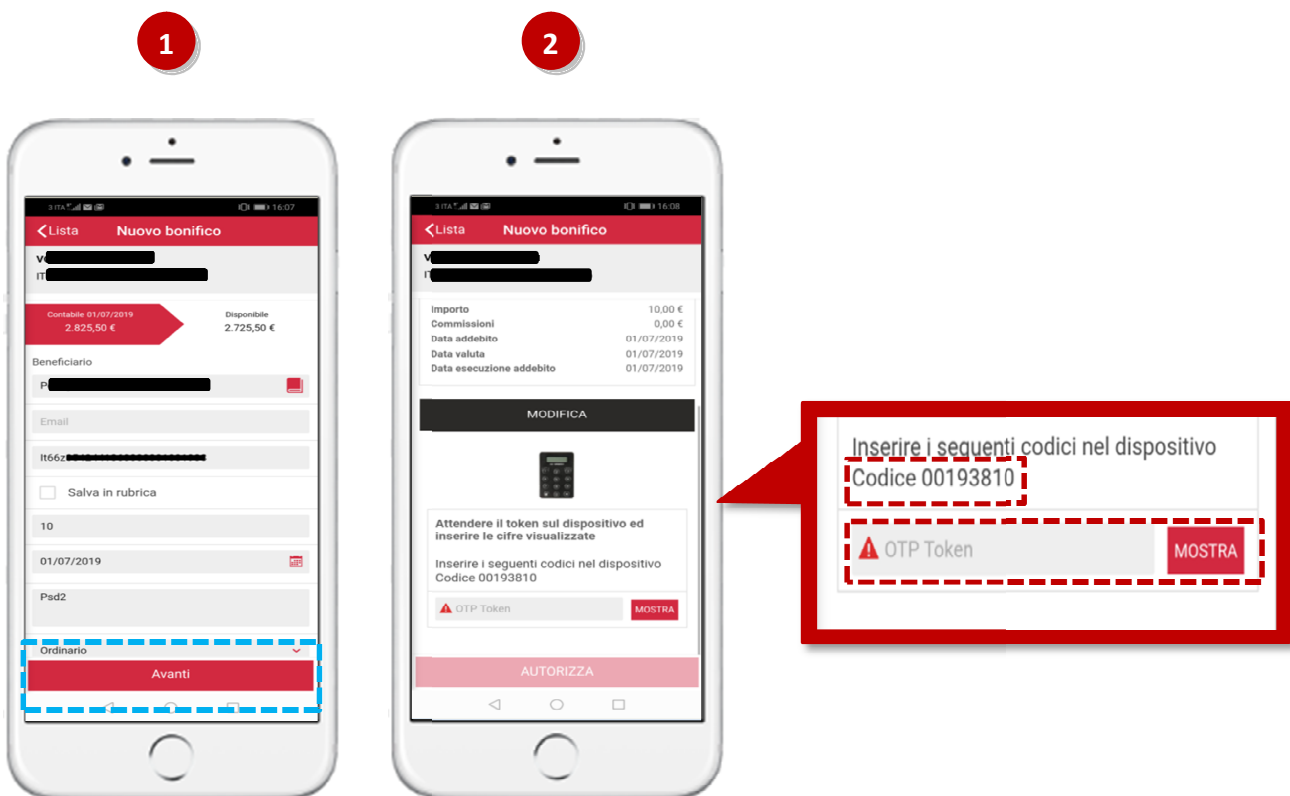 1
2
3 ITA
16:07
Lista Nuovo bonifico
IT
Contabile 01/07/2019
2.825,50 €
Disponibile
2.725,50 €
Beneficiario
P
Email
It66z
Salva in rubrica
10
01/07/2019
Psd2
Ordinario
Avanti
3 ITA
16:08
Lista Nuovo bonifico
Importo 10,00 €
Commissioni 0,00 €
Data addebito 01/07/2019
Data valuta 01/07/2019
Data esecuzione addebito 01/07/2019
MODIFICA
Attendere il token sul dispositivo ed
inserire le cifre visualizzate
Inserire i seguenti codici nel dispositivo
Codice 00193810
OTP Token MOSTRA
AUTORIZZA
Inserire i seguenti codici nel dispositivo
Codice 00193810
OTP Token MOSTRA